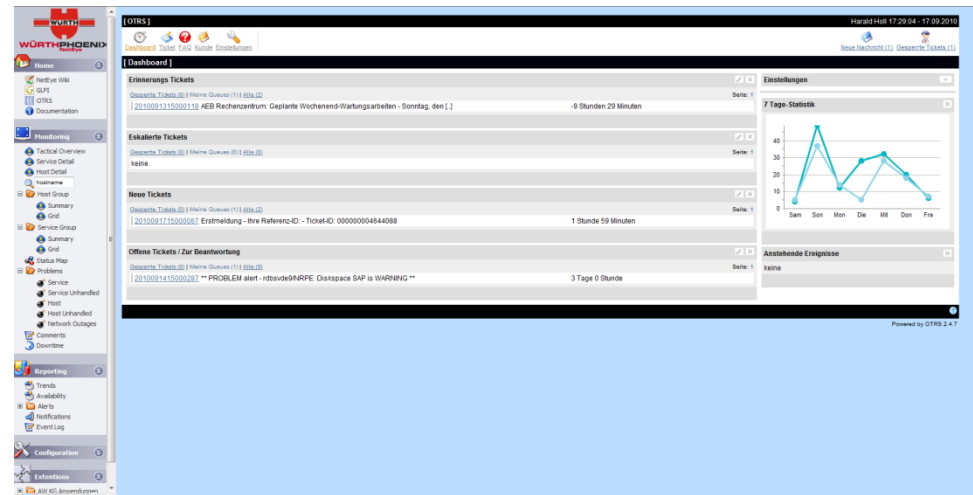 WÜRTH
WÜRTHPHOENIX
NetEye
Home
NetEye Wiki
GLPI
OTRS
Documentation
Monitoring
Tactical Overview
Service Detail
Host Detail
hostname
Host Group
Summary
Grid
Service Group
Summary
Grid
Status Map
Problems
Service
Service Unhandled
Host
Host Unhandled
Network Outages
Comments
Downtime
Reporting
Trends
Availability
Alerts
Notifications
Event Log
Configuration
Extentions
AW KG Anwendungen
[ OTRS ]
Harald Holl 17:29:04 - 17.09.2010
Dashboard Ticket FAQ Kunde Einstellungen
Neue Nachricht (1) Gesperrte Tickets (1)
[ Dashboard ]
Erinnerungs Tickets
Gesperrte Tickets (0) | Meine Queues (1) | Alle (2) Seite: 1
2010091315000118 AEB Rechenzentrum: Geplante Wochenend-Wartungsarbeiten - Sonntag, den [..] -9 Stunden 29 Minuten
Eskalierte Tickets
Gesperrte Tickets (0) | Meine Queues (0) | Alle (0) Seite: 1
keine
Neue Tickets
Gesperrte Tickets (0) | Meine Queues (1) | Alle (2) Seite: 1
2010091715000067 Erstmeldung - Ihre Referenz-ID: - Ticket-ID: 000000004644088 1 Stunde 59 Minuten
Offene Tickets / Zur Beantwortung
Gesperrte Tickets (0) | Meine Queues (1) | Seite: 1
2010091415000287 ** PROBLEM alert - rdbsvde9/NRPE: Diskspace SAP is WARNING ** 3 Tage 0 Stunde
Einstellungen
7 Tage-Statistik
40
30
20
10
0
Sam Son Mon Die Mit Don Fre
Anstehende Ereignisse
keine
Powered by OTRS 2.4.7